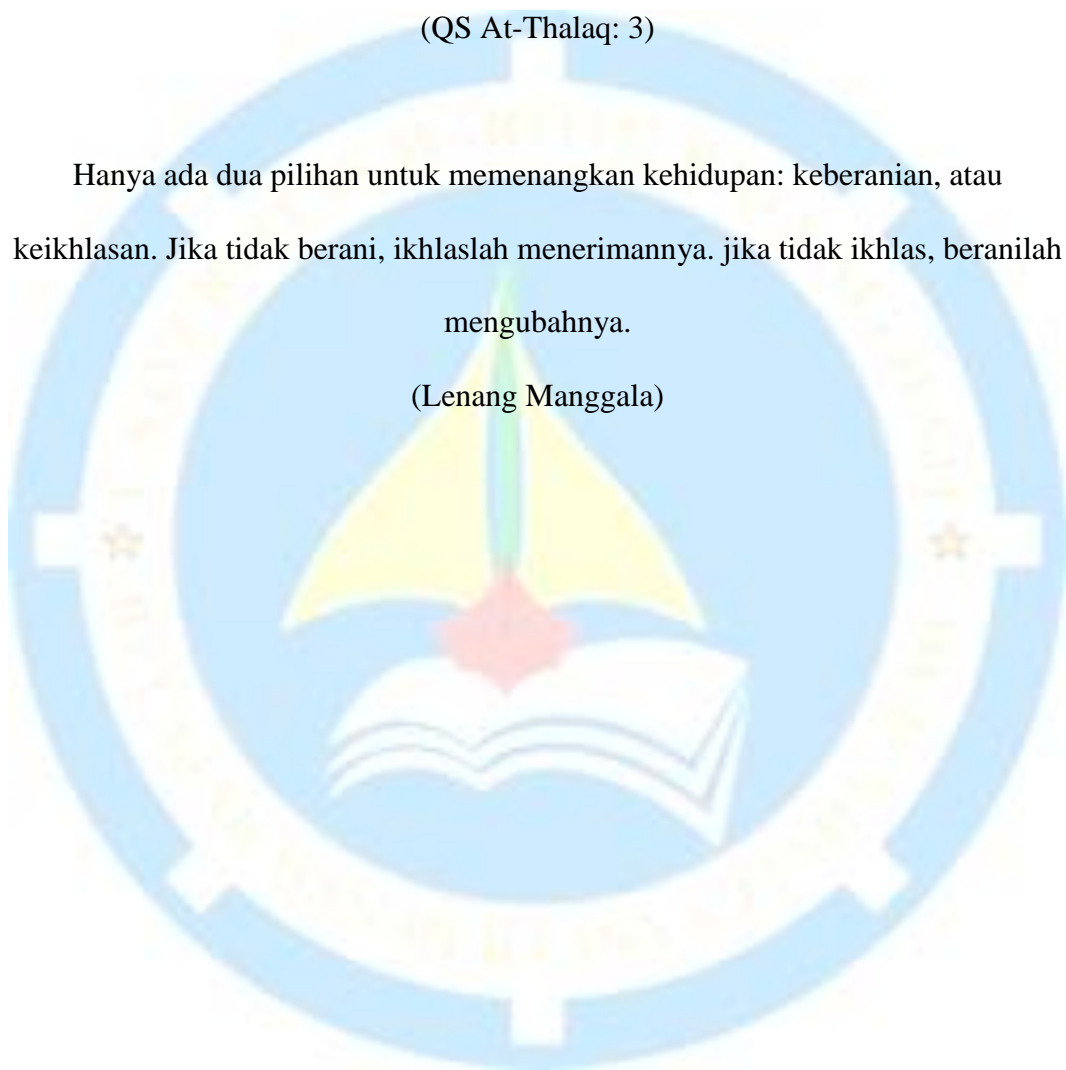 (QS At-Thalaq: 3)
Hanya ada dua pilihan untuk memenangkan kehidupan: keberanian, atau
keikhlasan. Jika tidak berani, ikhlaslah menerimannya. jika tidak ikhlas, beranilah
mengubahnya.
(Lenang Manggala)